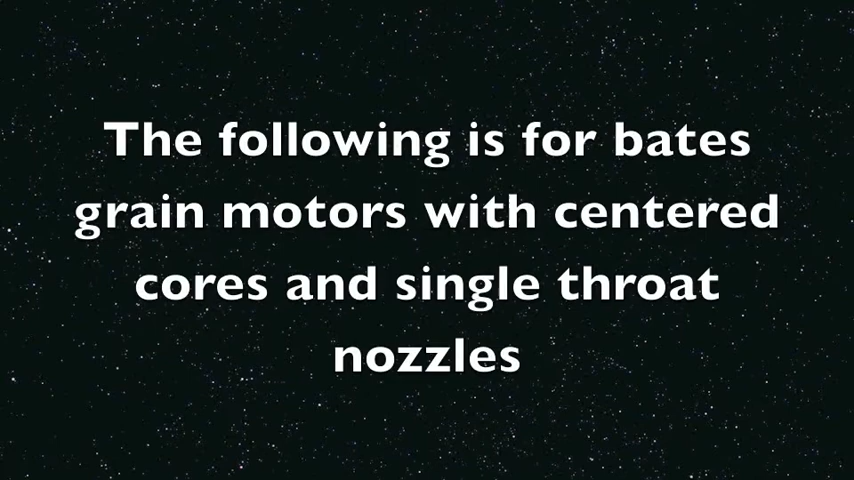 The following is for bates
grain motors with centered
cores and single throat
nozzles